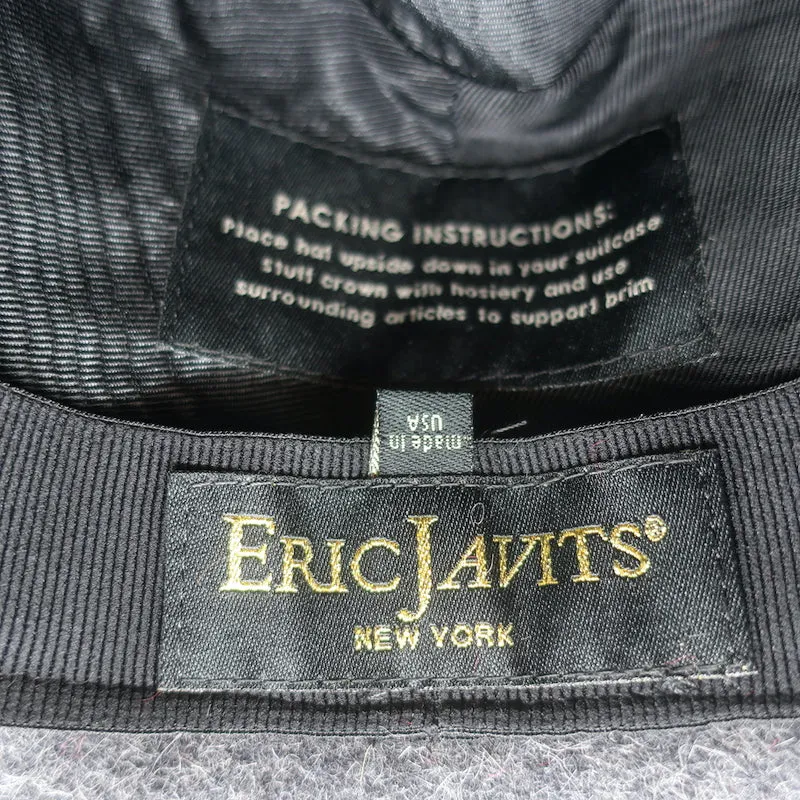 PACKING INSTRUCTIONS:
Place hat upside down in your suitcase
Stuff crown with hosiery and use
surrounding articles to support brim
made in
USA
ERIC JAVITS®
NEW YORK